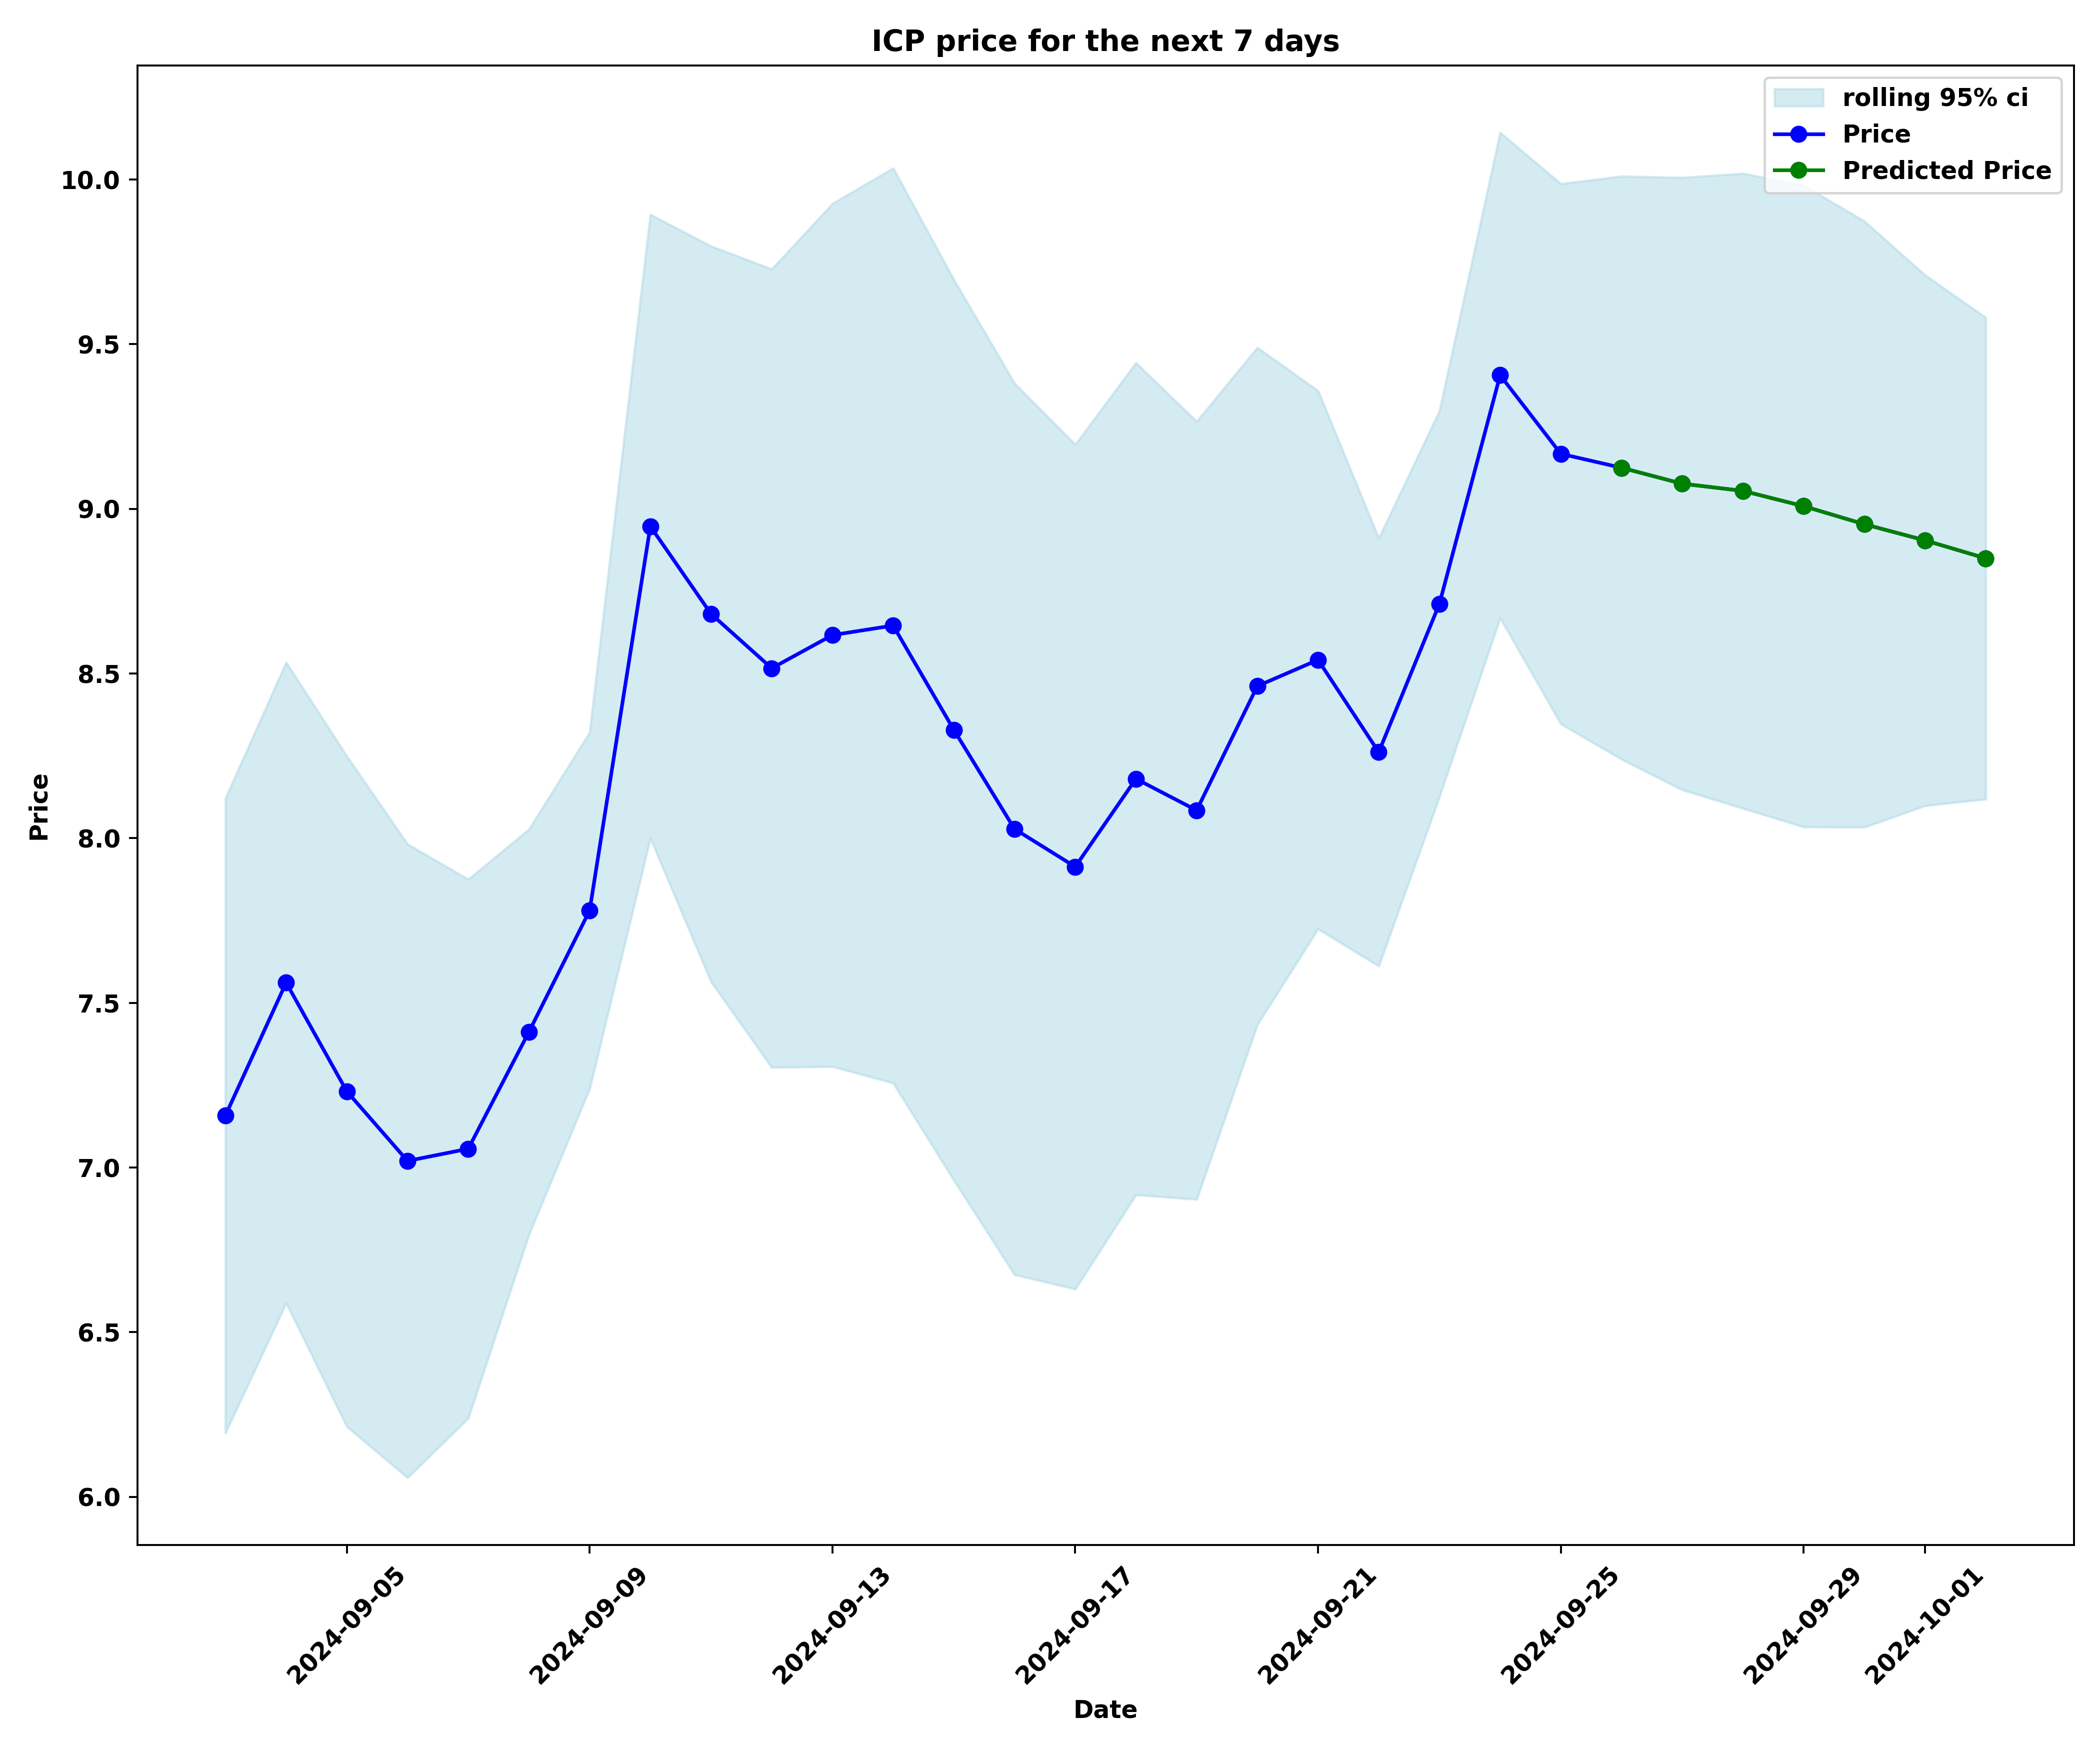 ICP price for the next 7 days
rolling 95% ci
Price
Predicted Price
10.0
9.5
9.0
8.5
8.0
7.5
7.0
6.5
6.0
Price
2024-09-05
2024-09-09
2024-09-13
2024-09-17
2024-09-21
2024-09-25
2024-09-29
2024-10-01
Date